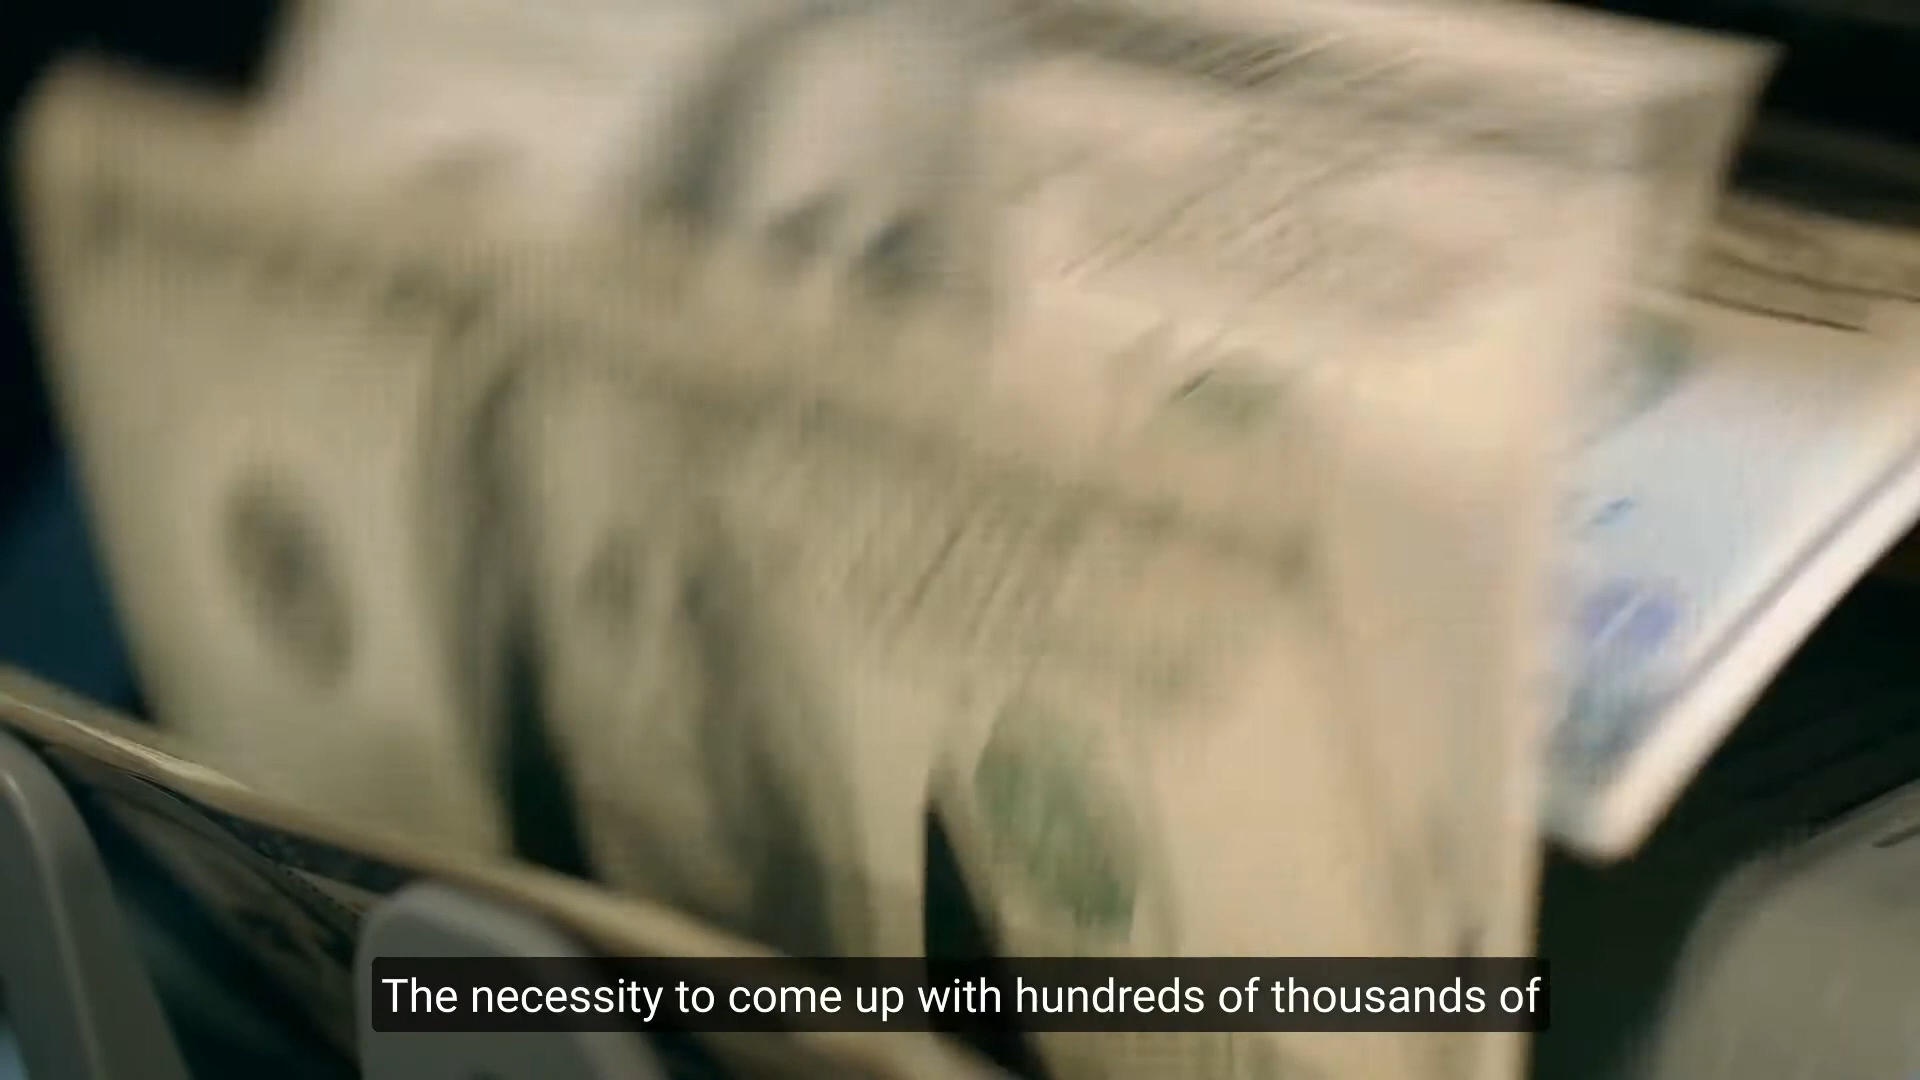 The necessity to come up with hundreds of thousands of